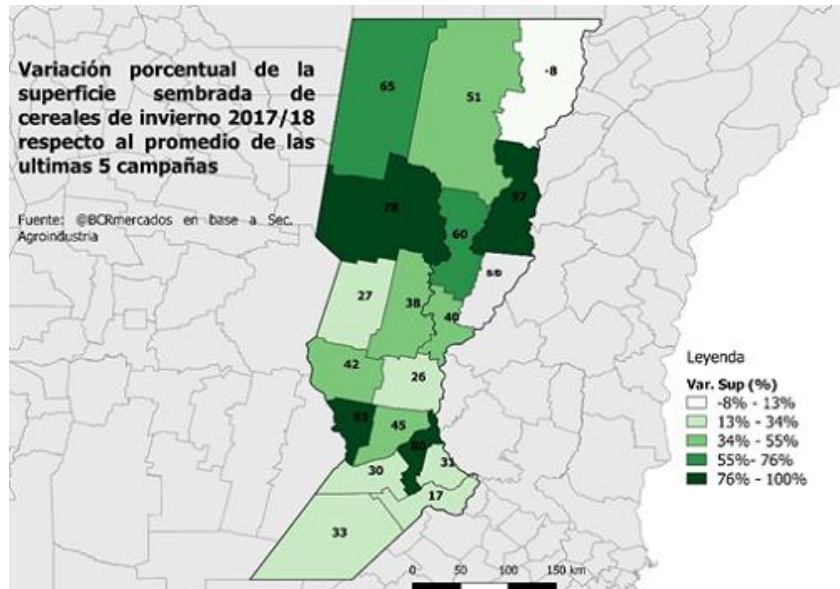 Variación porcentual de la
superficie sembrada de
cereales de invierno 2017/18
respecto al promedio de las
ultimas 5 campañas
Fuente: @BCRmercados en base a Sec.
Agroindustria
-8
65
51
78
97
60
s/d
27
38
40
42
26
45
80
30
31
17
33
Leyenda
Var. Sup (%)
-8% - 13%
13% - 34%
34% - 55%
55%- 76%
76% - 100%
0 50 100 150 km